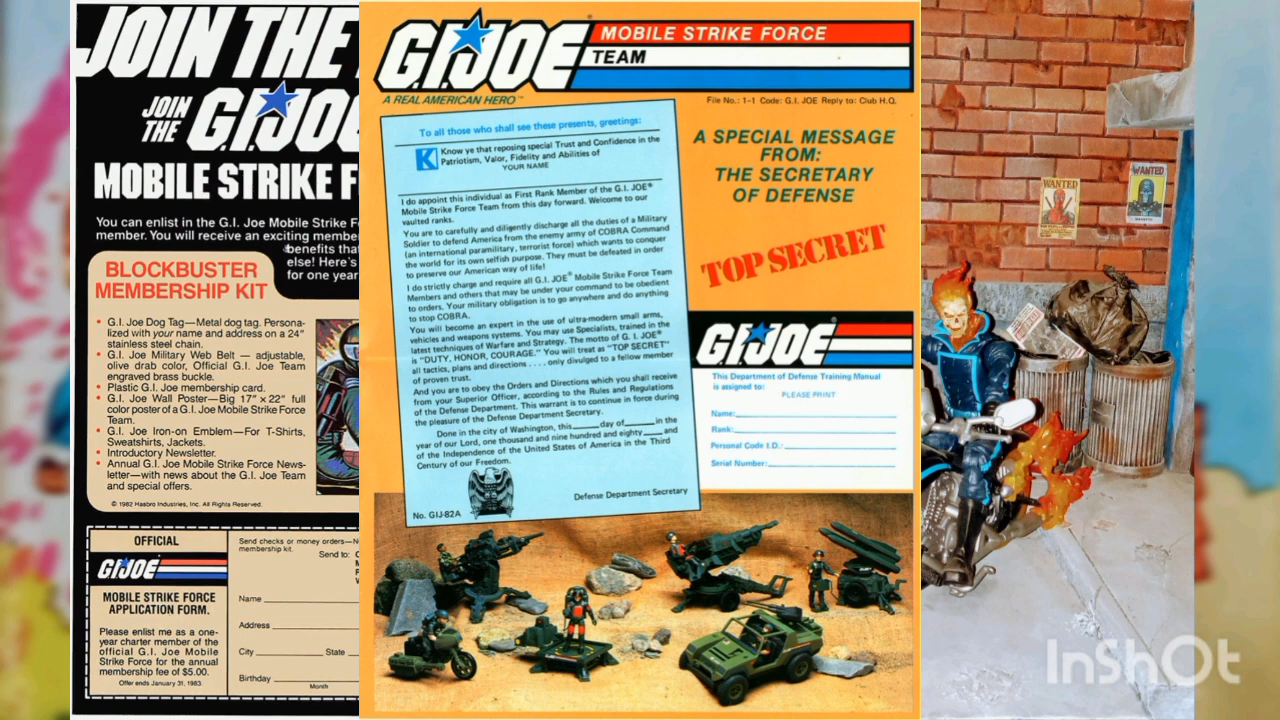 JOIN THE
JOIN
THE
G.I. JOE
MOBILE STRIKE F
You can enlist in the G.I. Joe Mobile Strike F
member. You will receive an exciting membe
benefits tha
else! Here's
for one year
BLOCKBUSTER
MEMBERSHIP KIT
• G.I. Joe Dog Tag—Metal dog tag. Persona-
lized with your name and address on a 24"
stainless steel chain.
• G.I. Joe Military Web Belt — adjustable,
olive drab color, Official G.I. Joe Team
engraved brass buckle.
• Plastic G.I. Joe membership card.
• G.I. Joe Wall Poster—Big 17" × 22" full
color poster of a G.I. Joe Mobile Strike Force
Team.
• G.I. Joe Iron-on Emblem—For T-Shirts,
Sweatshirts, Jackets.
• Introductory Newsletter.
• Annual G.I. Joe Mobile Strike Force News-
letter—with news about the G.I. Joe Team
and special offers.
© 1982 Hasbro Industries, Inc. All Rights Reserved.
OFFICIAL
G.I. JOE
MOBILE STRIKE FORCE
APPLICATION FORM.
Please enlist me as a one-
year charter member of the
official G.I. Joe Mobile
Strike Force for the annual
membership fee of $5.00.
Offer ends January 31, 1983.
Send checks or money orders—N
membership kit.
Send to:
Name
Address
City State
Birthday
Month
G.I. JOE®
MOBILE STRIKE FORCE
TEAM
A REAL AMERICAN HERO™
File No.: 1-1 Code: G.I. JOE Reply to: Club H.Q.
To all those who shall see these presents, greetings:
Know ye that reposing special Trust and Confidence in the
Patriotism, Valor, Fidelity and Abilities of
YOUR NAME
I do appoint this individual as First Rank Member of the G.I. JOE®
Mobile Strike Force Team from this day forward. Welcome to our
vaulted ranks.
You are to carefully and diligently discharge all the duties of a Military
Soldier to defend America from the enemy army of COBRA Command
(an international paramilitary, terrorist force) which wants to conquer
the world for its own selfish purpose. They must be defeated in order
to preserve our American way of life!
I do strictly charge and require all G.I. JOE® Mobile Strike Force Team
Members and others that may be under your command to be obedient
to orders. Your military obligation is to go anywhere and do anything
to stop COBRA.
You will become an expert in the use of ultra-modern small arms,
vehicles and weapons systems. You may use Specialists, trained in the
latest techniques of Warfare and Strategy. The motto of G.I. JOE®
is "DUTY, HONOR, COURAGE." You will treat as "TOP SECRET"
all tactics, plans and directions . . . . only divulged to a fellow member
of proven trust.
And you are to obey the Orders and Directions which you shall receive
from your Superior Officer, according to the Rules and Regulations
of the Defense Department. This warrant is to continue in force during
the pleasure of the Defense Department Secretary.
Done in the city of Washington, this____day of____in the
year of our Lord, one thousand and nine hundred and eighty____and
of the Independence of the United States of America in the Third
Century of our Freedom.
Defense Department Secretary
No. GIJ-82A
A SPECIAL MESSAGE
FROM:
THE SECRETARY
OF DEFENSE
TOP SECRET
G.I. JOE®
This Department of Defense Training Manual
is assigned to:
PLEASE PRINT
Name:
Rank:
Personal Code I.D.:
Serial Number:
WANTED
WANTED
InShOt